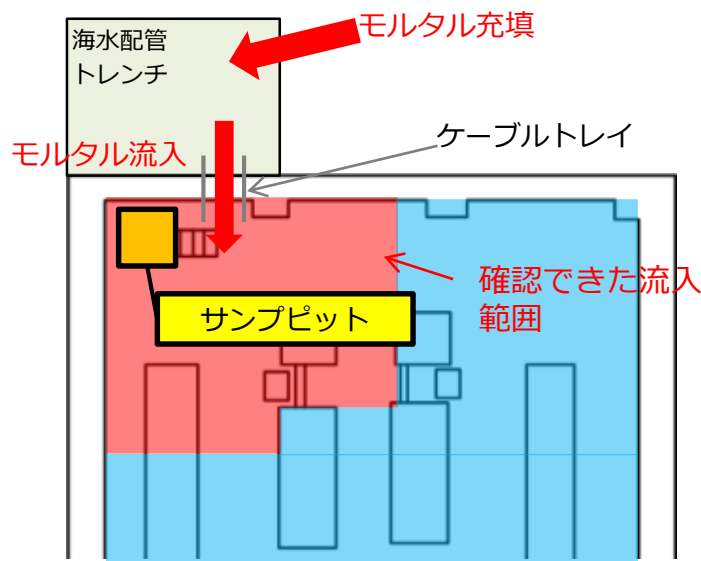 モルタル充填
海水配管
トレンチ
ケーブルトレイ
モルタル流入
確認できた流入
範囲
サンプピット